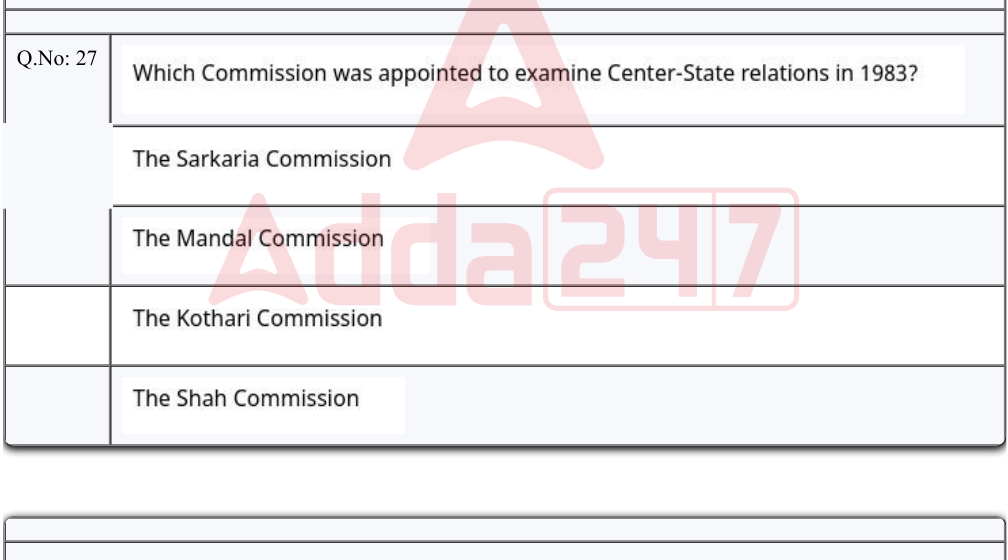 Q.No: 27
Which Commission was appointed to examine Center-State relations in 1983?
The Sarkaria Commission
The Mandal Commission
The Kothari Commission
The Shah Commission
Adda247